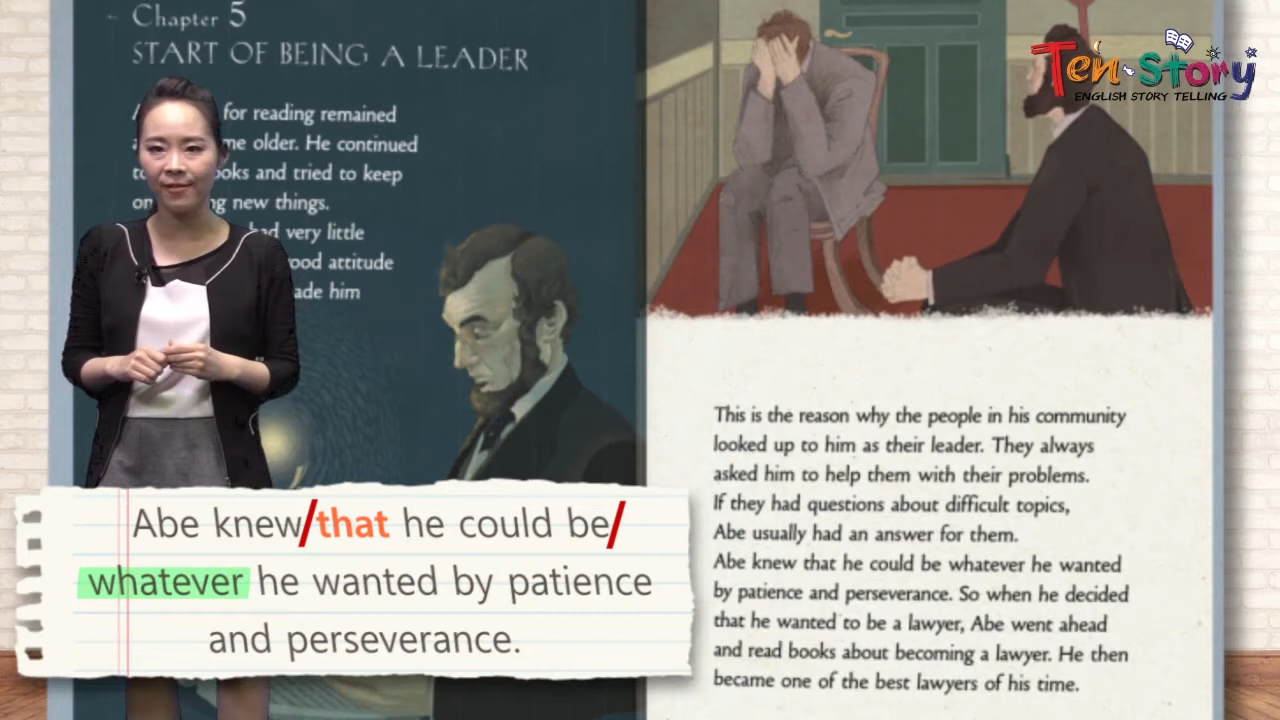 Chapter 5
START OF BEING A LEADER
for reading remained
me older. He continued
ooks and tried to keep
new things.
had very little
ood attitude
ade him
Ten Story
ENGLISH STORY TELLING
This is the reason why the people in his community
looked up to him as their leader. They always
asked him to help them with their problems.
If they had questions about difficult topics,
Abe usually had an answer for them.
Abe knew that he could be whatever he wanted
by patience and perseverance. So when he decided
that he wanted to be a lawyer, Abe went ahead
and read books about becoming a lawyer. He then
became one of the best lawyers of his time.
Abe knew/that he could be/
whatever he wanted by patience
and perseverance.